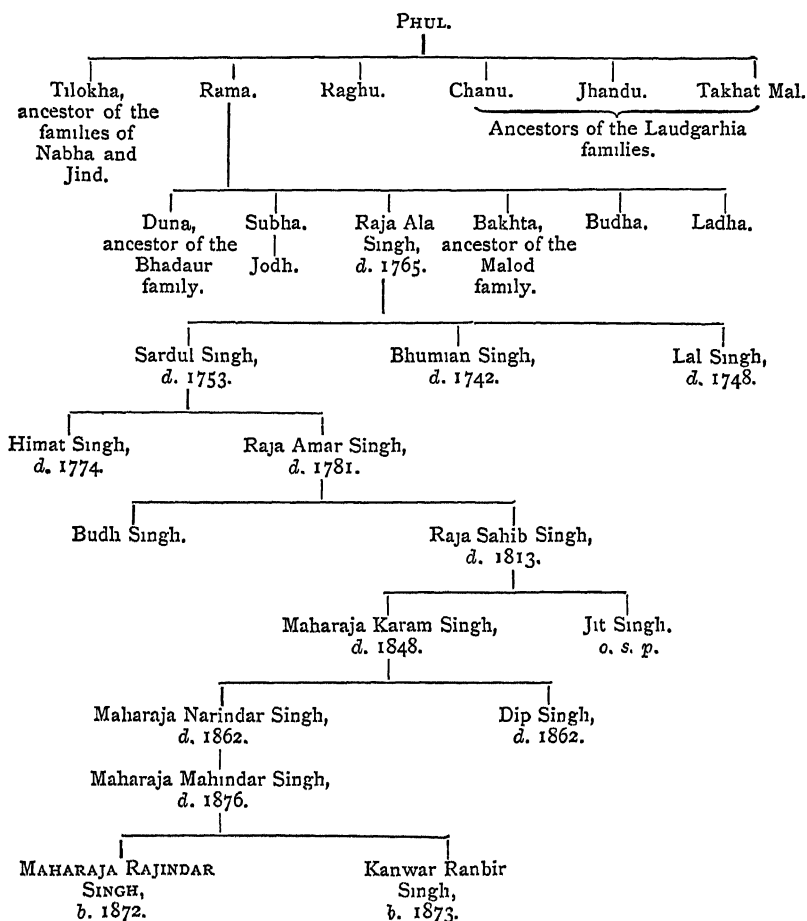 PHUL.
Tilokha, ancestor of the families of Nabha and Jind.
Rama.
Raghu.
Chanu.
Jhandu.
Takhat Mal.
Ancestors of the Laudgarhia families.
Duna, ancestor of the Bhadaur family.
Subha.
Jodh.
Raja Ala Singh, d. 1765.
Bakhta, ancestor of the Malod family.
Budha.
Ladha.
Sardul Singh,
d. 1753.
Bhumian Singh,
d. 1742.
Lal Singh,
d. 1748.
Himat Singh,
d. 1774.
Raja Amar Singh,
d. 1781.
Budh Singh.
Raja Sahib Singh,
d. 1813.
Maharaja Karam Singh,
d. 1848.
Jit Singh.
o. s. p.
Maharaja Narindar Singh,
d. 1862.
Dip Singh,
d. 1862.
Maharaja Mahindar Singh,
d. 1876.
MAHARAJA RAJINDAR
SINGH,
b. 1872.
Kanwar Ranbir
Singh,
b. 1873.